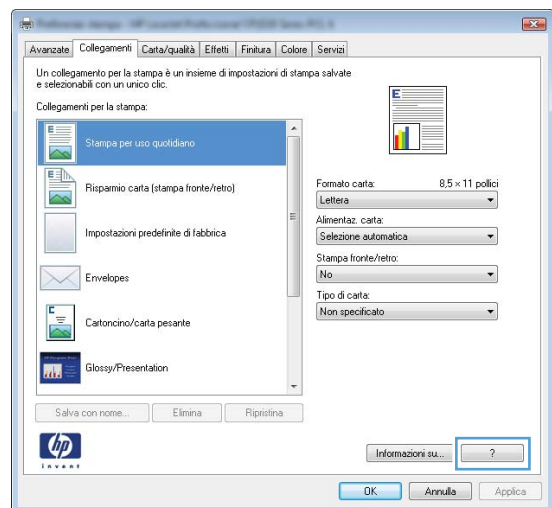 Avanzate Collegamenti Carta/qualità Effetti Finitura Colore Servizi
Un collegamento per la stampa è un insieme di impostazioni di stampa salvate
e selezionabili con un unico clic.
Collegamenti per la stampa:
Stampa per uso quotidiano
Risparmio carta (stampa fronte/retro)
Impostazioni predefinite di fabbrica
Envelopes
Cartoncino/carta pesante
Glossy/Presentation
Salva con nome... Elimina Ripristina
E
Formato carta: 8,5 × 11 pollici
Lettera
Alimentaz. carta:
Selezione automatica
Stampa fronte/retro:
No
Tipo di carta:
Non specificato
hp
invent
Informazioni su... ?
OK Annulla Applica